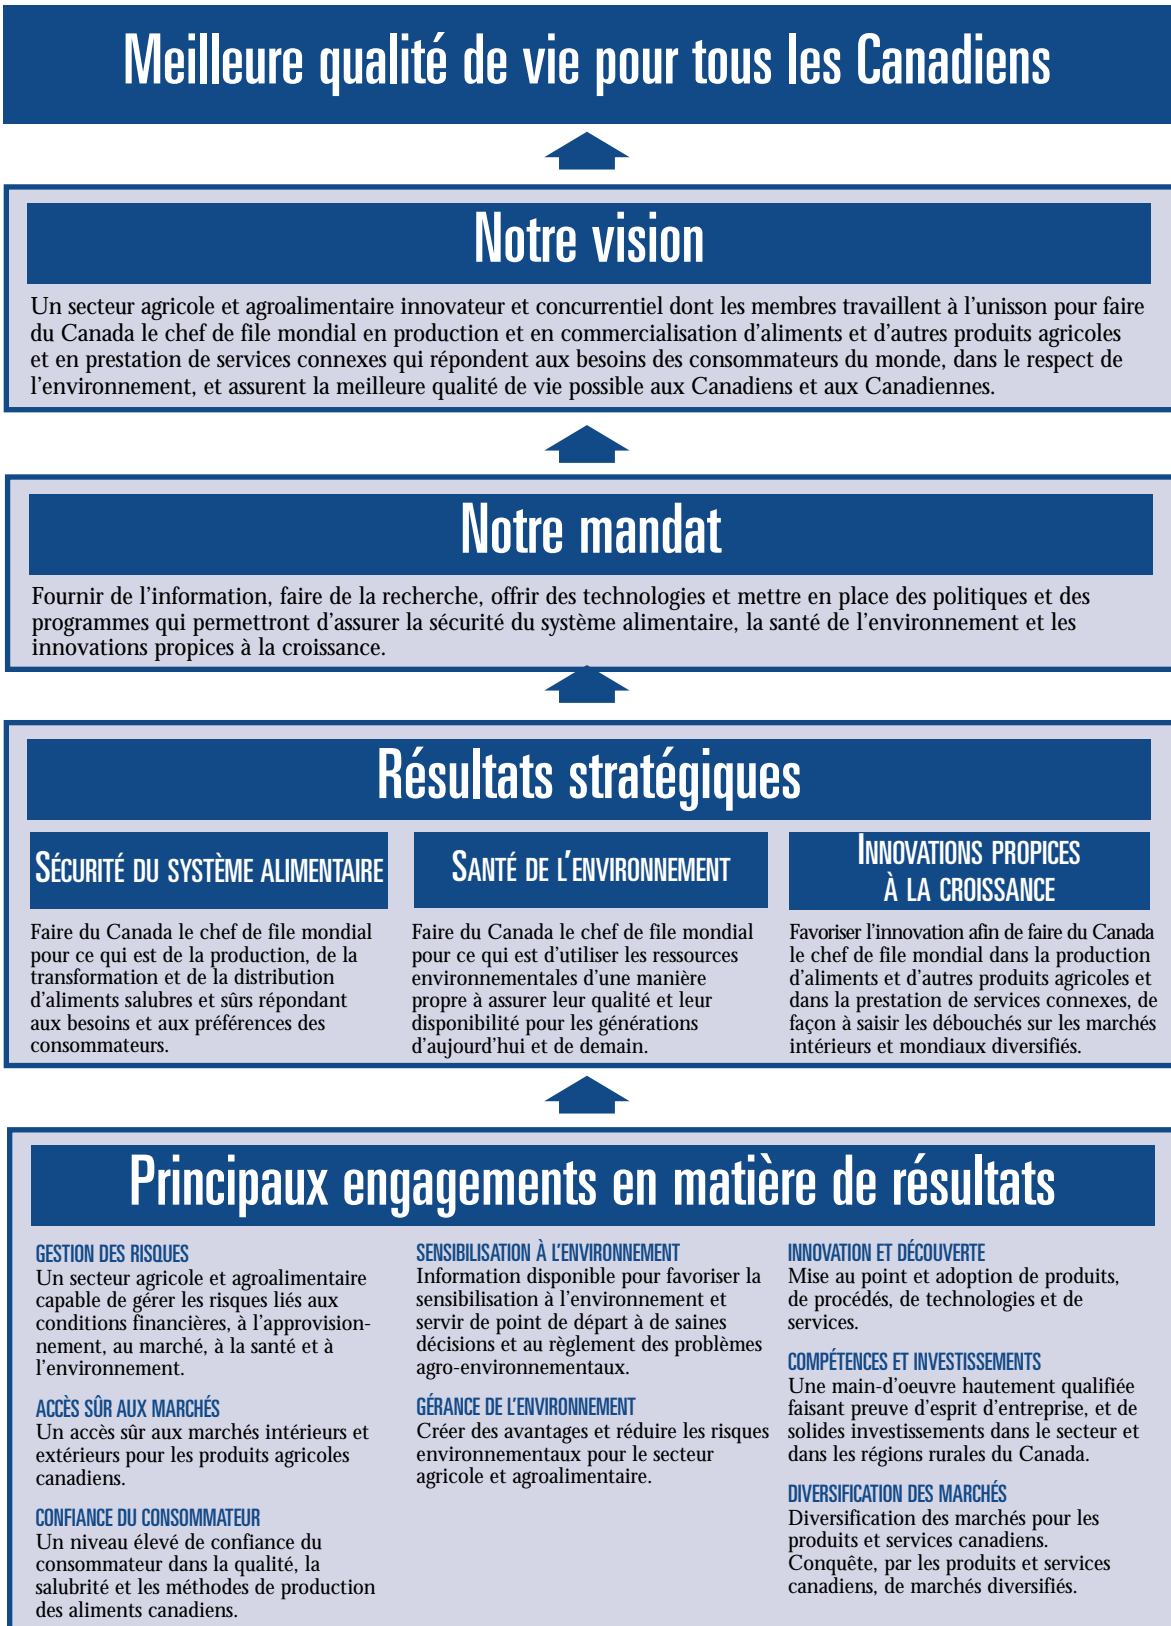 Meilleure qualité de vie pour tous les Canadiens
Notre vision
Un secteur agricole et agroalimentaire innovateur et concurrentiel dont les membres travaillent à l'unisson pour faire
du Canada le chef de file mondial en production et en commercialisation d'aliments et d'autres produits agricoles
et en prestation de services connexes qui répondent aux besoins des consommateurs du monde, dans le respect de
l'environnement, et assurent la meilleure qualité de vie possible aux Canadiens et aux Canadiennes.
Notre mandat
Fournir de l'information, faire de la recherche, offrir des technologies et mettre en place des politiques et des
programmes qui permettront d'assurer la sécurité du système alimentaire, la santé de l'environnement et les
innovations propices à la croissance.
Résultats stratégiques
SÉCURITÉ DU SYSTÈME ALIMENTAIRE
Faire du Canada le chef de file mondial
pour ce qui est de la production, de la
transformation et de la distribution
d'aliments salubres et sûrs répondant
aux besoins et aux préférences des
consommateurs.
SANTÉ DE L'ENVIRONNEMENT
Faire du Canada le chef de file mondial
pour ce qui est d'utiliser les ressources
environnementales d'une manière
propre à assurer leur qualité et leur
disponibilité pour les générations
d'aujourd'hui et de demain.
INNOVATIONS PROPICES
À LA CROISSANCE
Favoriser l'innovation afin de faire du Canada
le chef de file mondial dans la production
d'aliments et d'autres produits agricoles et
dans la prestation de services connexes, de
façon à saisir les débouchés sur les marchés
intérieurs et mondiaux diversifiés.
Principaux engagements en matière de résultats
GESTION DES RISQUES
Un secteur agricole et agroalimentaire
capable de gérer les risques liés aux
conditions financières, à l'approvision-
nement, au marché, à la santé et à
l'environnement.
ACCÈS SÛR AUX MARCHÉS
Un accès sûr aux marchés intérieurs et
extérieurs pour les produits agricoles
canadiens.
CONFIANCE DU CONSOMMATEUR
Un niveau élevé de confiance du
consommateur dans la qualité, la
salubrité et les méthodes de production
des aliments canadiens.
SENSIBILISATION À L'ENVIRONNEMENT
Information disponible pour favoriser la
sensibilisation à l'environnement et
servir de point de départ à de saines
décisions et au règlement des problèmes
agro-environnementaux.
GÉRANCE DE L'ENVIRONNEMENT
Créer des avantages et réduire les risques
environnementaux pour le secteur
agricole et agroalimentaire.
INNOVATION ET DÉCOUVERTE
Mise au point et adoption de produits,
de procédés, de technologies et de
services.
COMPÉTENCES ET INVESTISSEMENTS
Une main-d'oeuvre hautement qualifiée
faisant preuve d'esprit d'entreprise, et de
solides investissements dans le secteur et
dans les régions rurales du Canada.
DIVERSIFICATION DES MARCHÉS
Diversification des marchés pour les
produits et services canadiens.
Conquête, par les produits et services
canadiens, de marchés diversifiés.